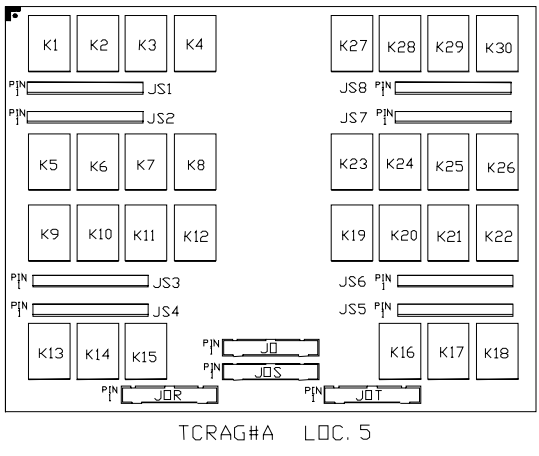 K1 K2 K3 K4 K27 K28 K29 K30
PIN 1 JS1 JS8 PIN 1
PIN 1 JS2 JS7 PIN 1
K5 K6 K7 K8 K23 K24 K25 K26
K9 K10 K11 K12 K19 K20 K21 K22
PIN 1 JS3 JS6 PIN 1
PIN 1 JS4 JS5 PIN 1
K13 K14 K15 K16 K17 K18
PIN 1 JO
PIN 1 JOS
PIN 1 JOR PIN 1 JOT
TCRAG#A LOC. 5